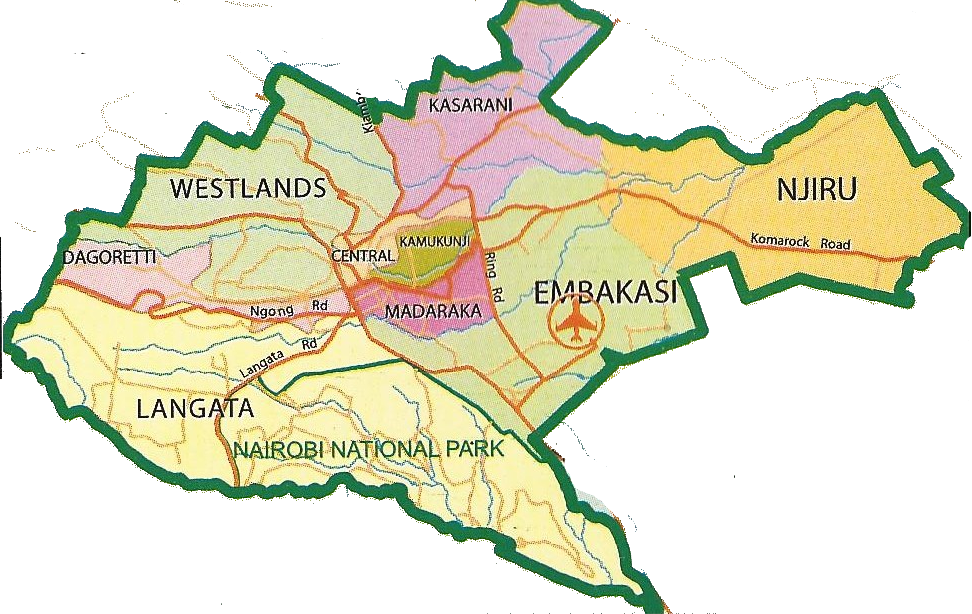 KASARANI
WESTLANDS
NJIRU
KAMUKUNJI
Komarock Road
DAGORETTI
CENTRAL
Ring Rd
EMBAKASI
Ngong Rd
MADARAKA
Langata Rd
LANGATA
NAIROBI NATIONAL PARK